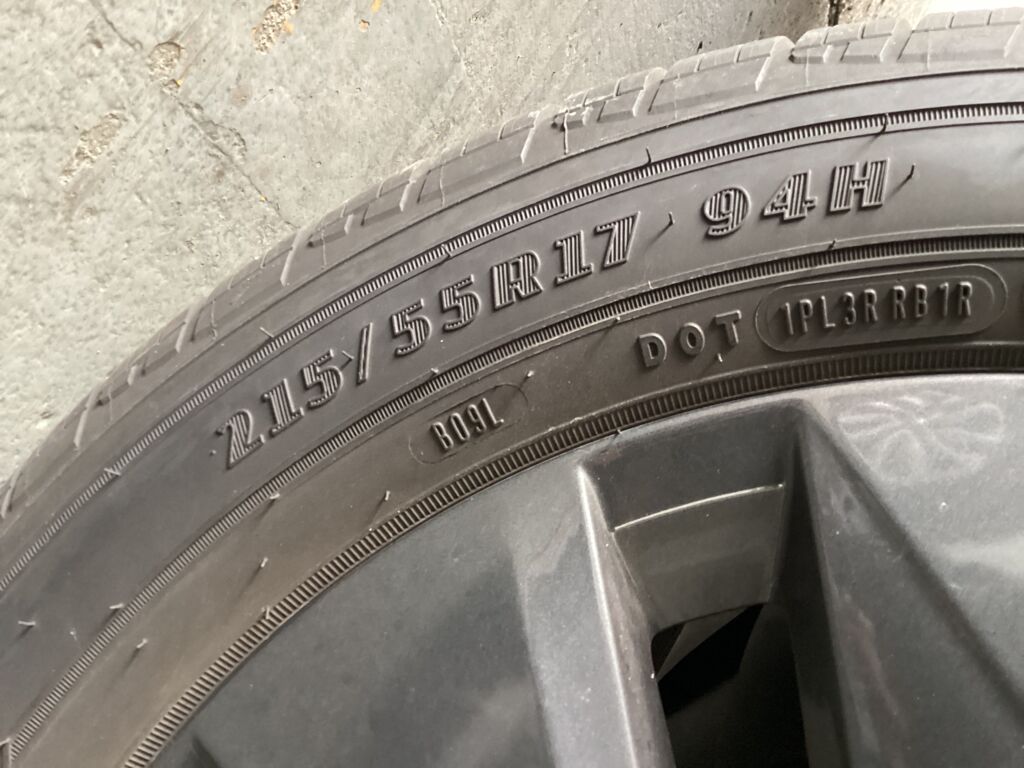 215/55R17 94H
DOT 1PL3R RB1R
B09L